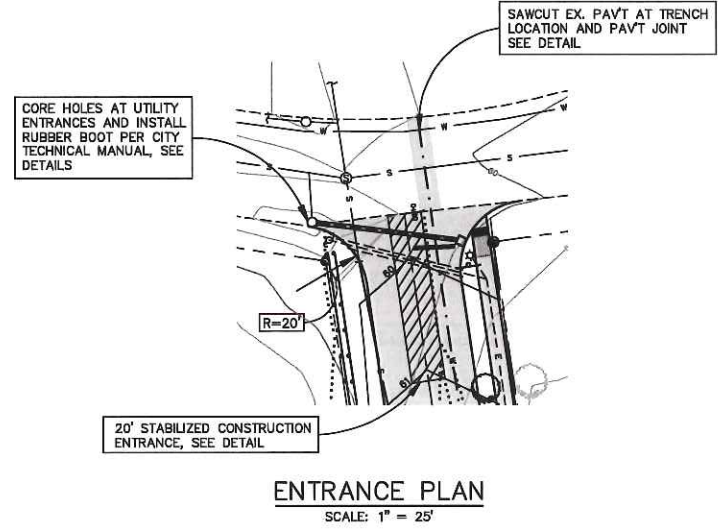 SAWCUT EX. PAV'T AT TRENCH
LOCATION AND PAV'T JOINT
SEE DETAIL
CORE HOLES AT UTILITY
ENTRANCES AND INSTALL
RUBBER BOOT PER CITY
TECHNICAL MANUAL, SEE
DETAILS
W
W
W
S
S
S
S
S
60
60
R=20'
61
E
20' STABILIZED CONSTRUCTION
ENTRANCE, SEE DETAIL
ENTRANCE PLAN
SCALE: 1" = 25'